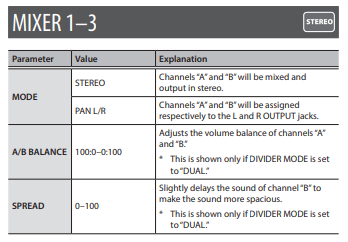 MIXER 1–3
STEREO
Parameter Value Explanation
MODE
STEREO
Channels “A” and “B” will be mixed and
output in stereo.
PAN L/R
Channels “A” and “B” will be assigned
respectively to the L and R OUTPUT jacks.
A/B BALANCE 100:0–0:100
Adjusts the volume balance of channels “A”
and “B.”
* This is shown only if DIVIDER MODE is set
to “DUAL.”
SPREAD 0–100
Slightly delays the sound of channel “B” to
make the sound more spacious.
* This is shown only if DIVIDER MODE is set
to “DUAL.”